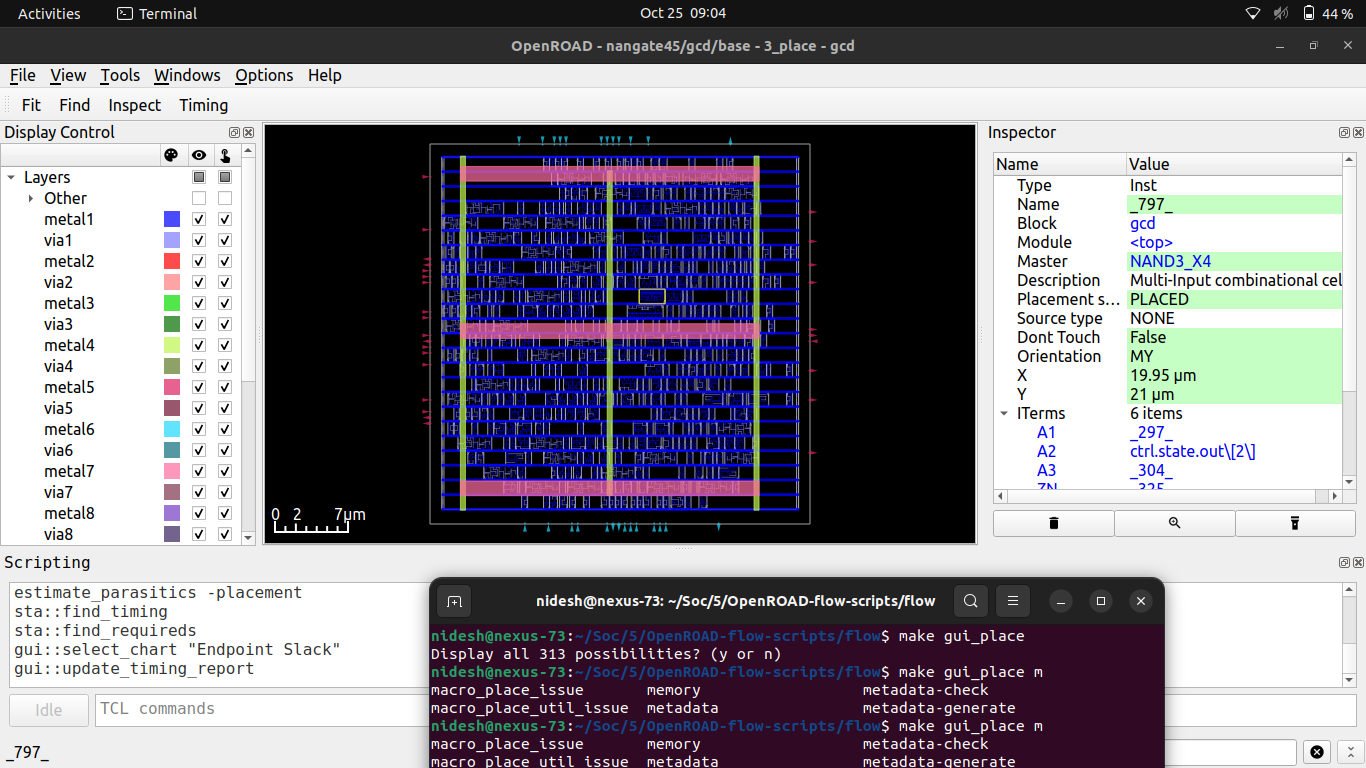 Activities Terminal Oct 25 09:04 44 %
OpenROAD - nangate45/gcd/base - 3_place - gcd
File View Tools Windows Options Help
Fit Find Inspect Timing
Display Control
Layers
Other
metal1
via1
metal2
via2
metal3
via3
metal4
via4
metal5
via5
metal6
via6
metal7
via7
metal8
via8
0 2 7μm
Inspector
Name Value
Type Inst
Name _797_
Block gcd
Module <top>
Master NAND3_X4
Description Multi-Input combinational cel
Placement s... PLACED
Source type NONE
Dont Touch False
Orientation MY
X 19.95 μm
Y 21 μm
ITerms 6 items
A1 _297_
A2 ctrl.state.out\[2\]
A3 _304_
ZN _325_
Scripting
estimate_parasitics -placement
sta::find_timing
sta::find_requireds
gui::select_chart "Endpoint Slack"
gui::update_timing_report
Idle TCL commands
_797_
nidesh@nexus-73: ~/Soc/5/OpenROAD-flow-scripts/flow
nidesh@nexus-73:~/Soc/5/OpenROAD-flow-scripts/flow$ make gui_place
Display all 313 possibilities? (y or n)
nidesh@nexus-73:~/Soc/5/OpenROAD-flow-scripts/flow$ make gui_place m
macro_place_issue memory metadata-check
macro_place_util_issue metadata metadata-generate
nidesh@nexus-73:~/Soc/5/OpenROAD-flow-scripts/flow$ make gui_place m
macro_place_issue memory metadata-check
macro_place_util_issue metadata metadata-generate